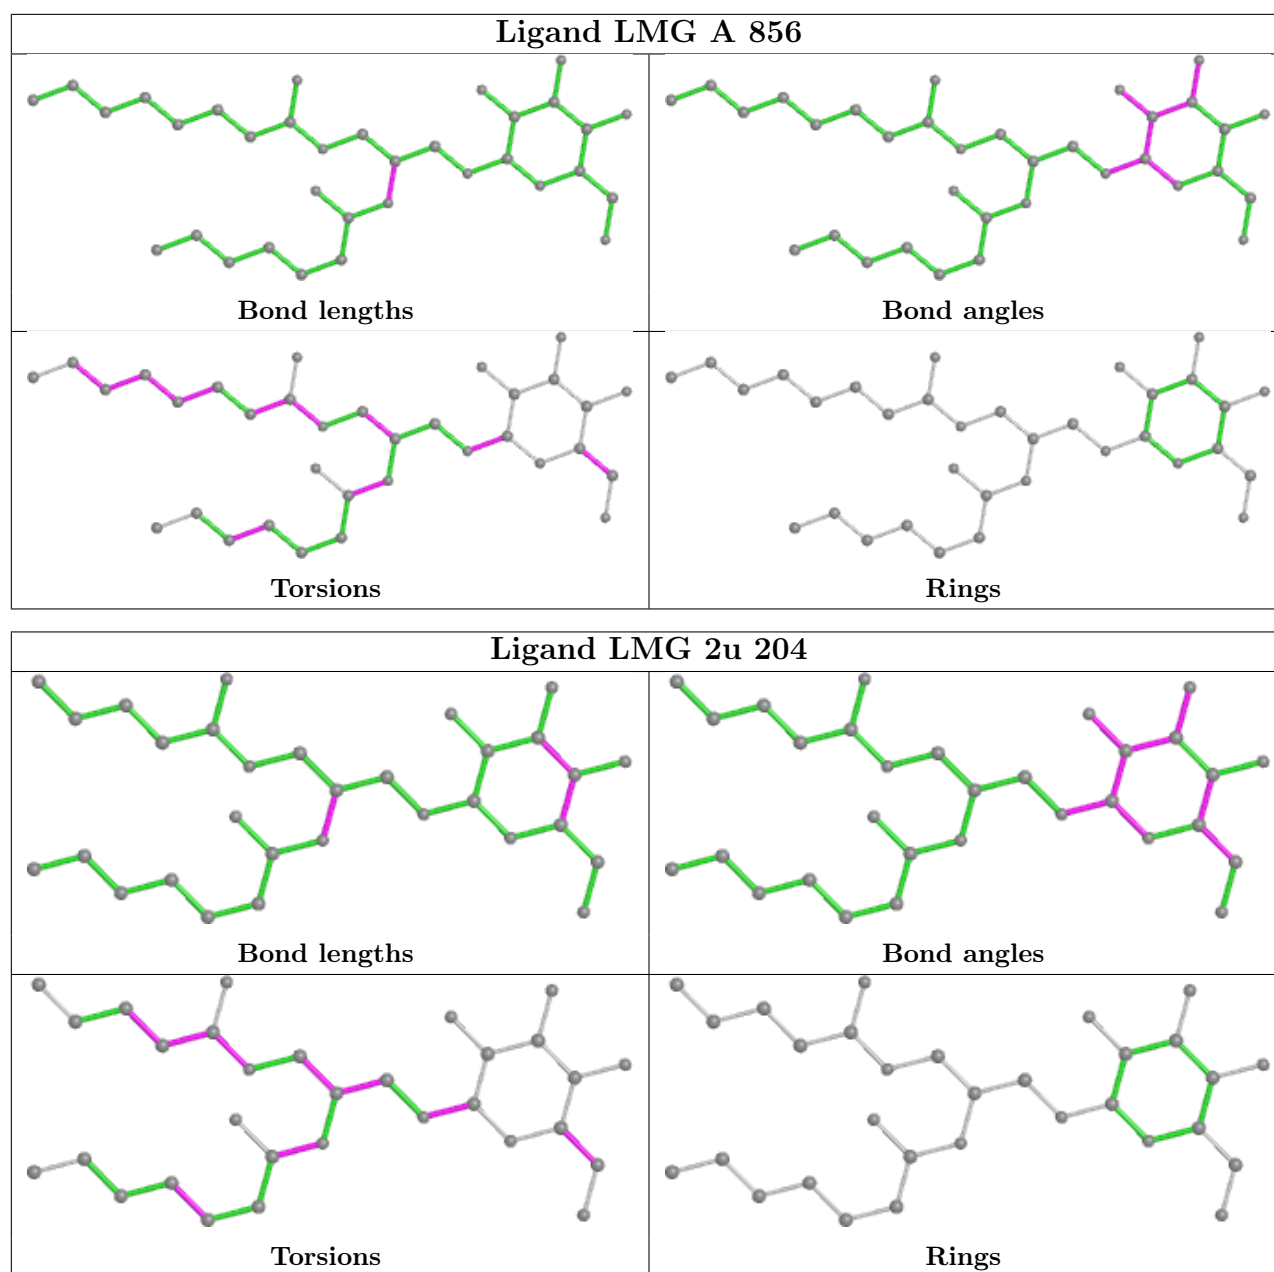 Ligand LMG A 856
Bond lengths
Bond angles
Torsions
Rings
Ligand LMG 2u 204
Bond lengths
Bond angles
Torsions
Rings